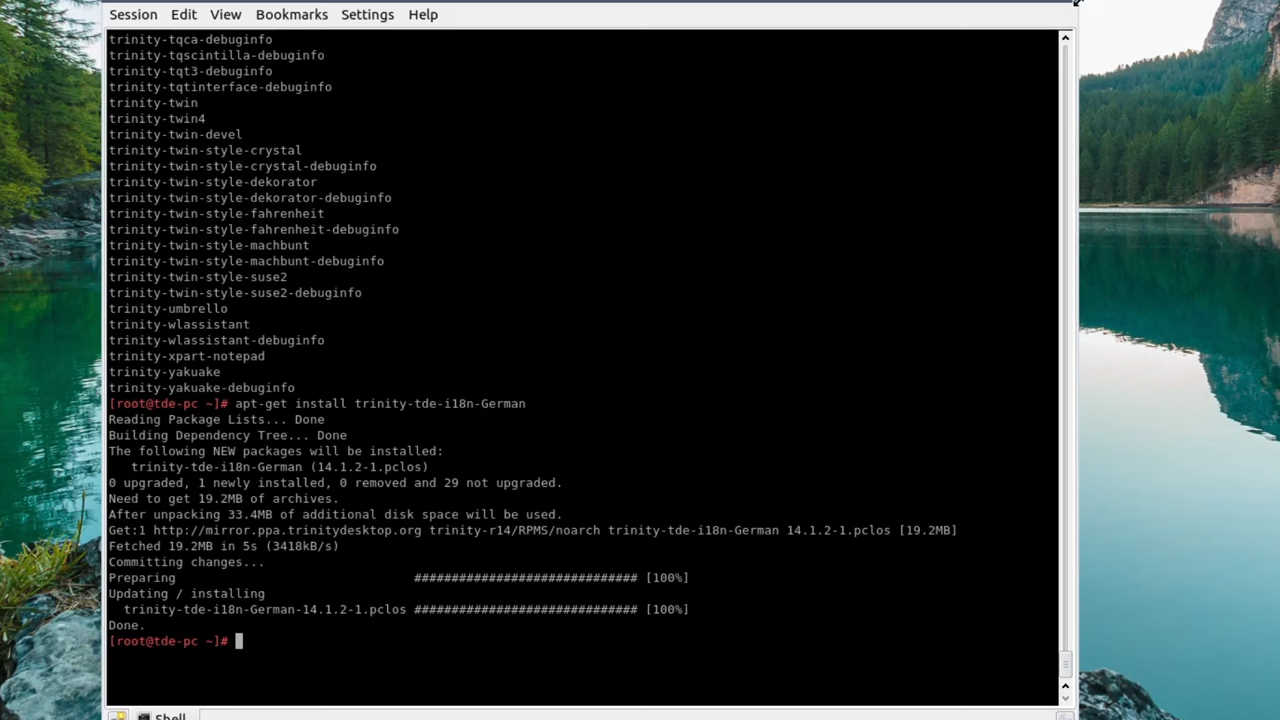 Session Edit View Bookmarks Settings Help
trinity-tqca-debuginfo
trinity-tqscintilla-debuginfo
trinity-tqt3-debuginfo
trinity-tqtinterface-debuginfo
trinity-twin
trinity-twin4
trinity-twin-devel
trinity-twin-style-crystal
trinity-twin-style-crystal-debuginfo
trinity-twin-style-dekorator
trinity-twin-style-dekorator-debuginfo
trinity-twin-style-fahrenheit
trinity-twin-style-fahrenheit-debuginfo
trinity-twin-style-machbunt
trinity-twin-style-machbunt-debuginfo
trinity-twin-style-suse2
trinity-twin-style-suse2-debuginfo
trinity-umbrello
trinity-wlassistant
trinity-wlassistant-debuginfo
trinity-xpart-notepad
trinity-yakuake
trinity-yakuake-debuginfo
[root@tde-pc ~]# apt-get install trinity-tde-i18n-German
Reading Package Lists... Done
Building Dependency Tree... Done
The following NEW packages will be installed:
trinity-tde-i18n-German (14.1.2-1.pclos)
0 upgraded, 1 newly installed, 0 removed and 29 not upgraded.
Need to get 19.2MB of archives.
After unpacking 33.4MB of additional disk space will be used.
Get:1 http://mirror.ppa.trinitydesktop.org trinity-r14/RPMS/noarch trinity-tde-i18n-German 14.1.2-1.pclos [19.2MB]
Fetched 19.2MB in 5s (3418kB/s)
Committing changes...
Preparing ############################## [100%]
Updating / installing
trinity-tde-i18n-German-14.1.2-1.pclos ############################## [100%]
Done.
[root@tde-pc ~]#
Shell